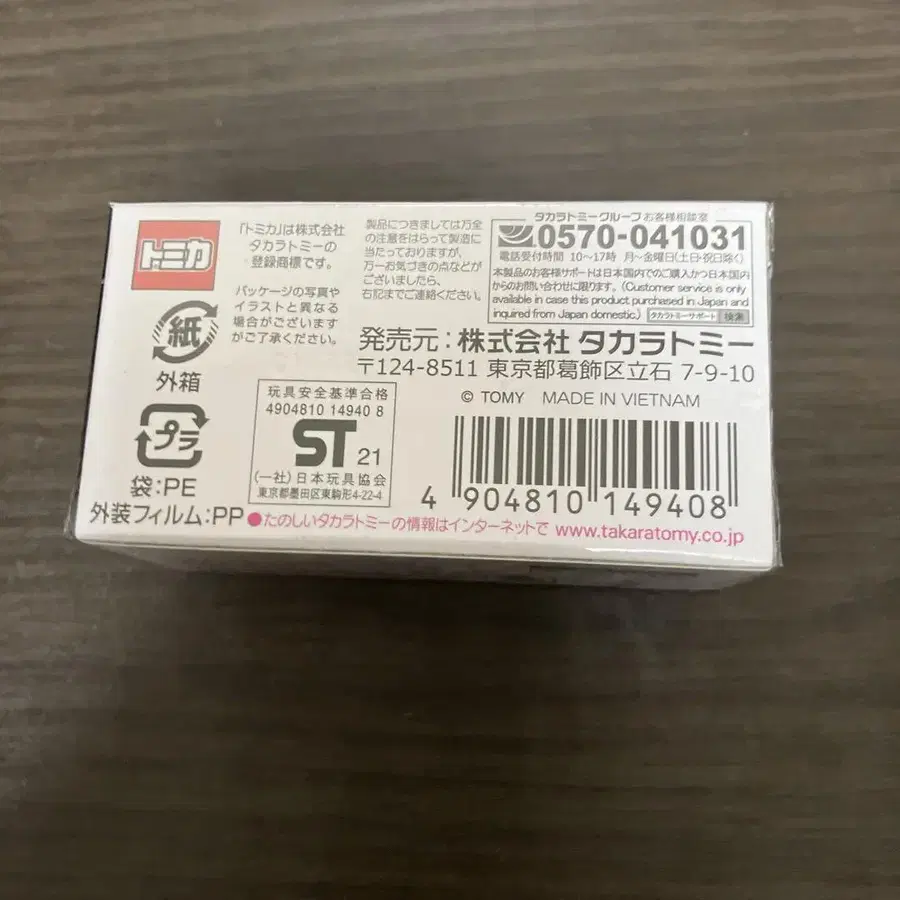 トミカ
「トミカ」は株式会社
タカラトミーの
登録商標です。
パッケージの写真や
イラストと異なる
場合がございます
がご了承ください。
製品につきましては万全
の注意をはらって製造に
当たっておりますが、
万一お気づきの点などが
ございましたら、
右記までご連絡ください。
タカラトミーグループ お客様相談室
0570-041031
電話受付時間 10〜17時 月〜金曜日(土・日・祝日除く)
本製品のお客様サポートは日本国内でのご購入かつ日本国内
からのお問い合わせに限ります。(Customer service is only
available in case this product purchased in Japan and
inquired from Japan domestic.) タカラトミーサポート 検索
発売元:株式会社 タカラトミー
〒124-8511 東京都葛飾区立石 7-9-10
© TOMY MADE IN VIETNAM
紙
外箱
プラ
袋:PE
外装フィルム:PP
玩具安全基準合格
4904810 14940 8
ST 21
(一社)日本玩具協会
東京都墨田区東駒形4-22-4
4 904810 149408
●たのしいタカラトミーの情報はインターネットで www.takaratomy.co.jp